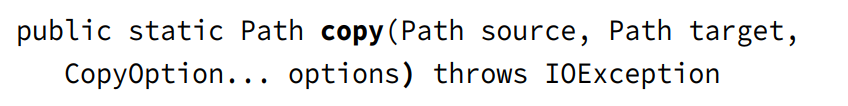 public static Path copy(Path source, Path target,
CopyOption... options) throws IOException